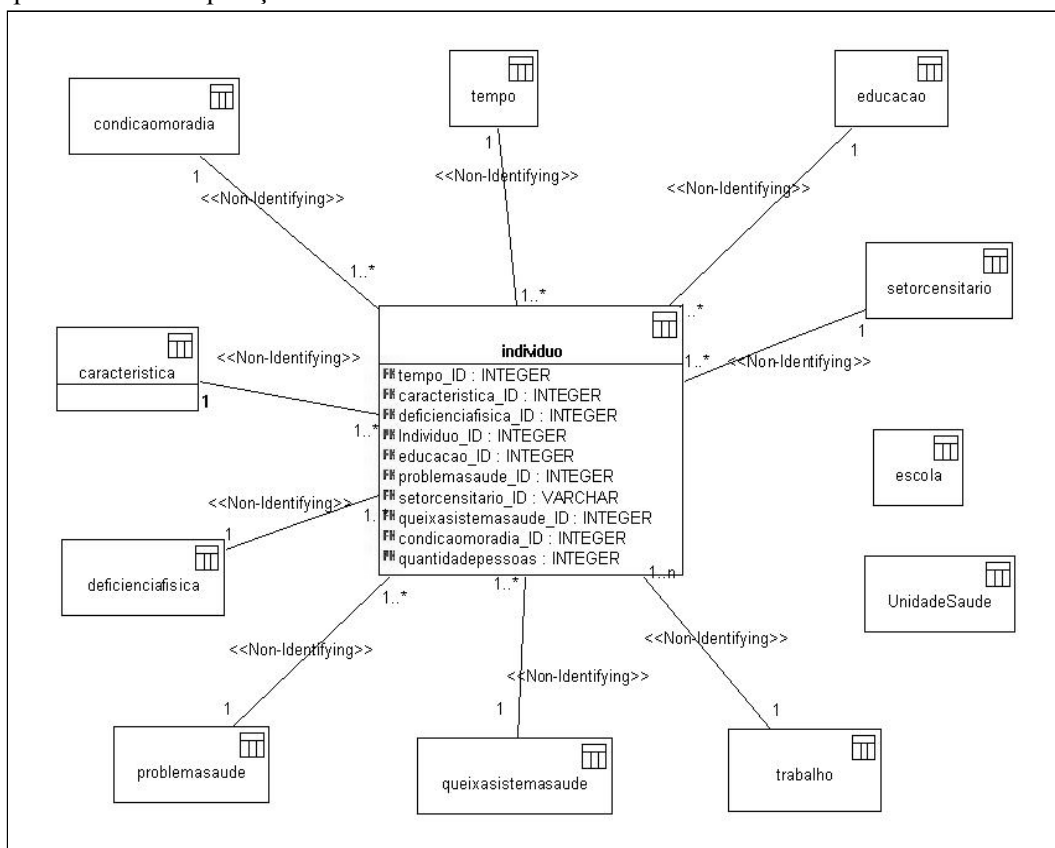 tempo
educacao
condicaomoradia
1
1
1
<<Non-Identifying>>
<<Non-Identifying>>
<<Non-Identifying>>
setorcensitario
1..*
1..*
1..*
1
<<Non-Identifying>>
1..*
individuo
caracteristica
<<Non-Identifying>>
1
1..*
tempo_ID : INTEGER
caracteristica_ID : INTEGER
deficienciafisica_ID : INTEGER
Individuo_ID : INTEGER
educacao_ID : INTEGER
problemasaude_ID : INTEGER
setorcensitario_ID : VARCHAR
queixasistemasaude_ID : INTEGER
condicaomoradia_ID : INTEGER
quantidadepessoas : INTEGER
escola
<<Non-Identifying>>
1..*
1
deficienciafisica
UnidadeSaude
1..*
1..*
1..n
<<Non-Identifying>>
<<Non-Identifying>>
<<Non-Identifying>>
1
1
1
problemasaude
queixasistemasaude
trabalho